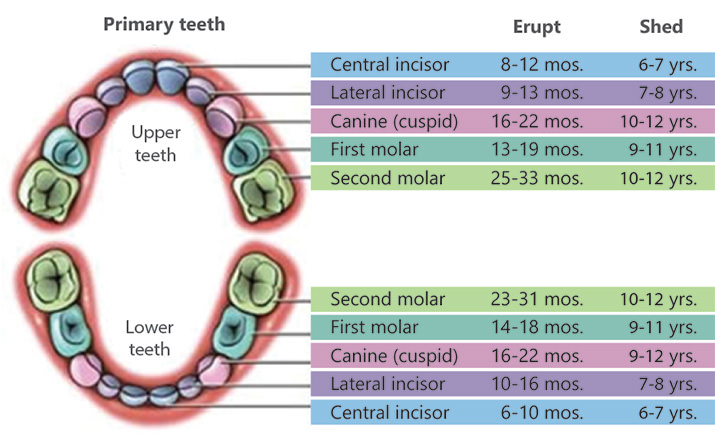 Primary teeth Erupt Shed
Central incisor 8-12 mos. 6-7 yrs.
Lateral incisor 9-13 mos. 7-8 yrs.
Canine (cuspid) 16-22 mos. 10-12 yrs.
First molar 13-19 mos. 9-11 yrs.
Second molar 25-33 mos. 10-12 yrs.
Upper
teeth
Second molar 23-31 mos. 10-12 yrs.
First molar 14-18 mos. 9-11 yrs.
Canine (cuspid) 16-22 mos. 9-12 yrs.
Lateral incisor 10-16 mos. 7-8 yrs.
Central incisor 6-10 mos. 6-7 yrs.
Lower
teeth